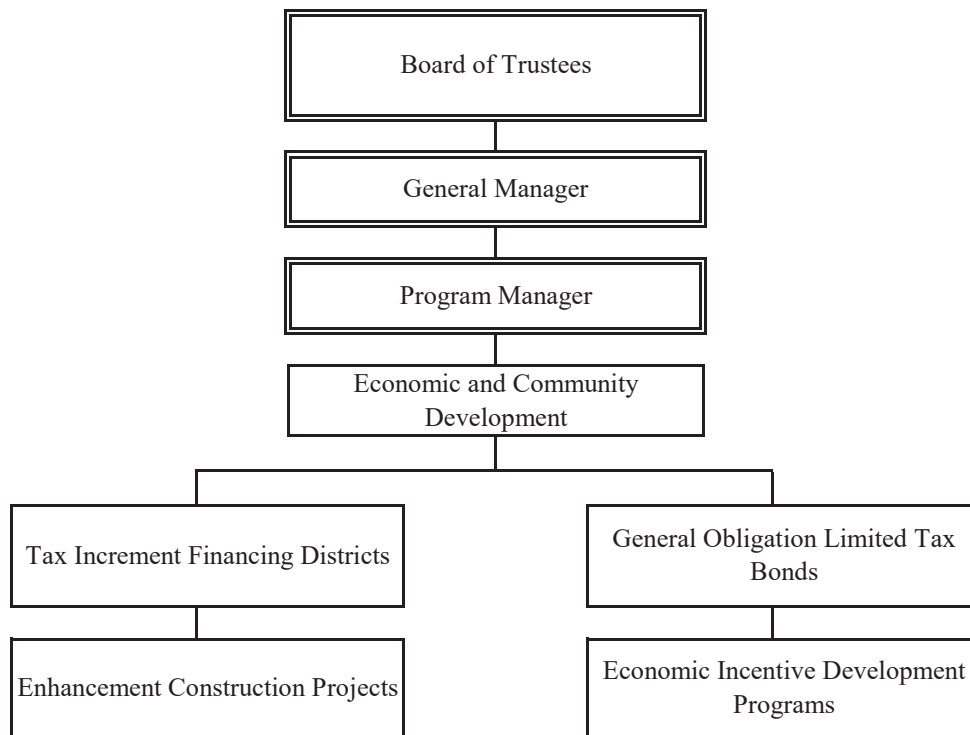 Board of Trustees
General Manager
Program Manager
Economic and Community
Development
Tax Increment Financing Districts
General Obligation Limited Tax
Bonds
Enhancement Construction Projects
Economic Incentive Development
Programs